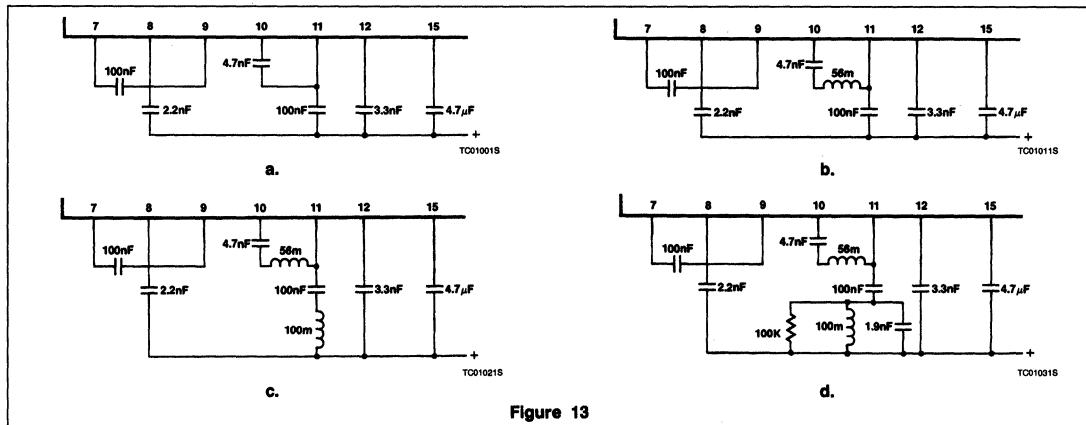 7 8 9 10 11 12 15
4.7nF
100nF
2.2nF 100nF 3.3nF 4.7μF
+
TC01001S
a.
7 8 9 10 11 12 15
4.7nF 56m
100nF
2.2nF 100nF 3.3nF 4.7μF
+
TC01011S
b.
7 8 9 10 11 12 15
4.7nF 56m
100nF
2.2nF 100nF 3.3nF 4.7μF
100m
+
TC01021S
c.
7 8 9 10 11 12 15
4.7nF 56m
100nF
2.2nF 100nF 3.3nF 4.7μF
100K 100m 1.9nF
+
TC01031S
d.
Figure 13